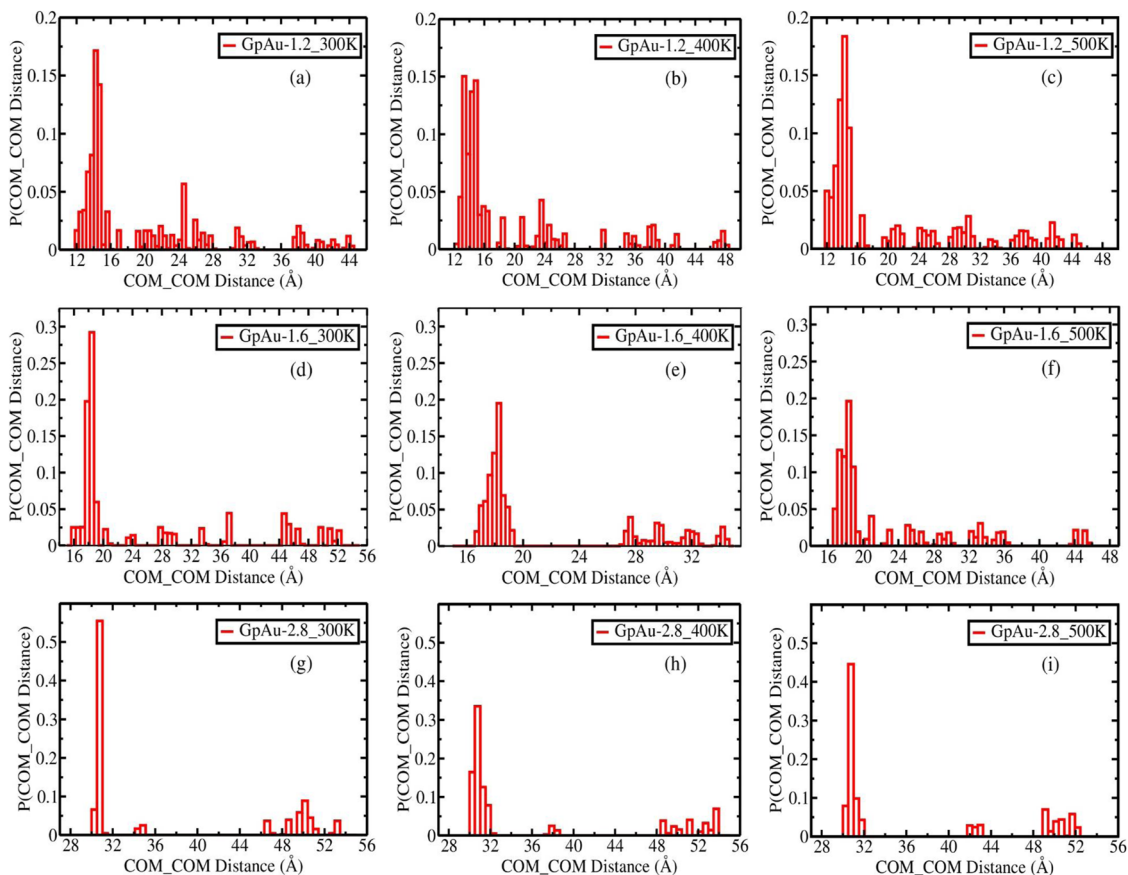 0.2
0.15
0.1
0.05
0
P(COM_COM Distance)
GpAu-1.2_300K
(a)
12 16 20 24 28 32 36 40 44
COM_COM Distance (Å)
0.2
0.15
0.1
0.05
0
P(COM_COM Distance)
GpAu-1.2_400K
(b)
12 16 20 24 28 32 36 40 44 48
COM_COM Distance (Å)
0.2
0.15
0.1
0.05
0
P(COM_COM Distance)
GpAu-1.2_500K
(c)
12 16 20 24 28 32 36 40 44 48
COM_COM Distance (Å)
0.3
0.25
0.2
0.15
0.1
0.05
0
P(COM_COM Distance)
GpAu-1.6_300K
(d)
16 20 24 28 32 36 40 44 48 52 56
COM_COM Distance (Å)
0.3
0.25
0.2
0.15
0.1
0.05
0
P(COM_COM Distance)
GpAu-1.6_400K
(e)
16 20 24 28 32
COM_COM Distance (Å)
0.3
0.25
0.2
0.15
0.1
0.05
0
P(COM_COM Distance)
GpAu-1.6_500K
(f)
16 20 24 28 32 36 40 44 48
COM_COM Distance (Å)
0.5
0.4
0.3
0.2
0.1
0
P(COM_COM Distance)
GpAu-2.8_300K
(g)
28 32 36 40 44 48 52 56
COM_COM Distance (Å)
0.5
0.4
0.3
0.2
0.1
0
P(COM_COM Distance)
GpAu-2.8_400K
(h)
28 32 36 40 44 48 52 56
COM_COM Distance (Å)
0.5
0.4
0.3
0.2
0.1
0
P(COM_COM Distance)
GpAu-2.8_500K
(i)
28 32 36 40 44 48 52 56
COM_COM Distance (Å)